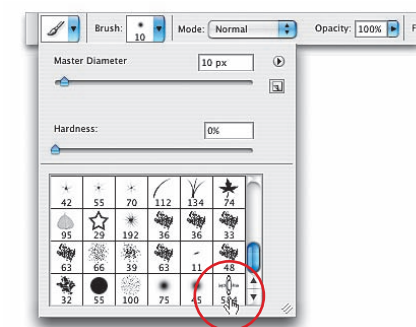 Brush: 10 Mode: Normal Opacity: 100% F
Master Diameter 10 px
Hardness: 0%
42 55 70 112 134 74
95 29 192 36 36 33
63 66 39 63 11 48
32 55 100 75 45